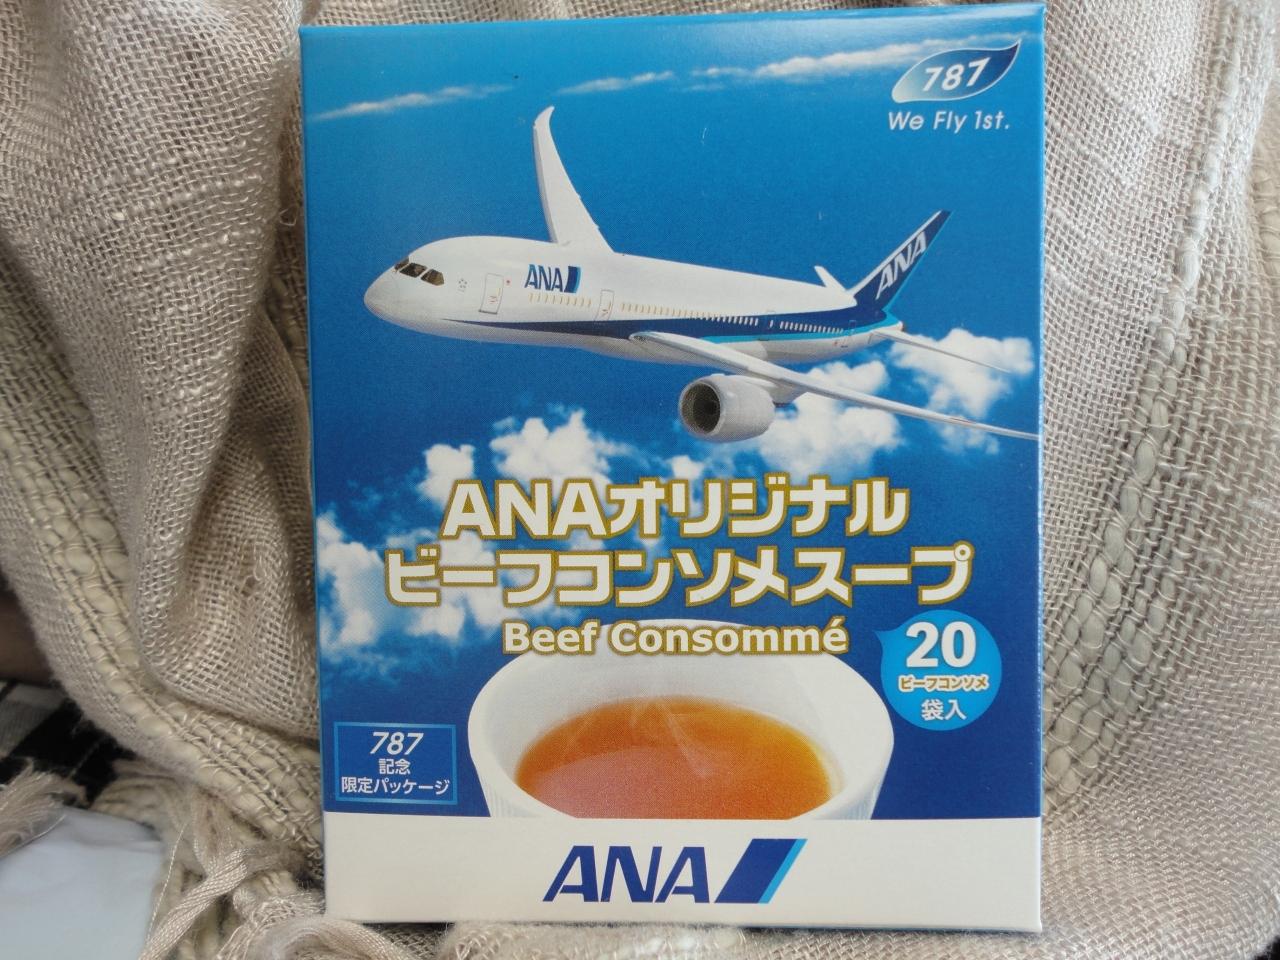 787
We Fly 1st.
ANA
ANA
ANAオリジナル
ビーフコンソメスープ
Beef Consommé
20
ビーフコンソメ
袋入
787
記念
限定パッケージ
ANA